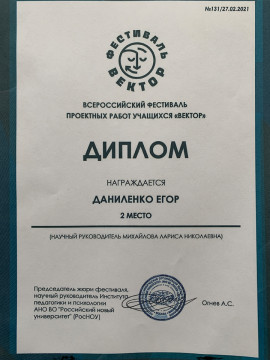 №131/27.02.2021
ФЕСТИВАЛЬ
ВЕКТОР
ВСЕРОССИЙСКИЙ ФЕСТИВАЛЬ
ПРОЕКТНЫХ РАБОТ УЧАЩИХСЯ «ВЕКТОР»
ДИПЛОМ
НАГРАЖДАЕТСЯ
ДАНИЛЕНКО ЕГОР
2 МЕСТО
(НАУЧНЫЙ РУКОВОДИТЕЛЬ МИХАЙЛОВА ЛАРИСА НИКОЛАЕВНА)
Председатель жюри фестиваля,
научный руководитель Института
педагогики и психологии
АНО ВО "Российский новый
университет" (РосНОУ)
Огнев А.С.